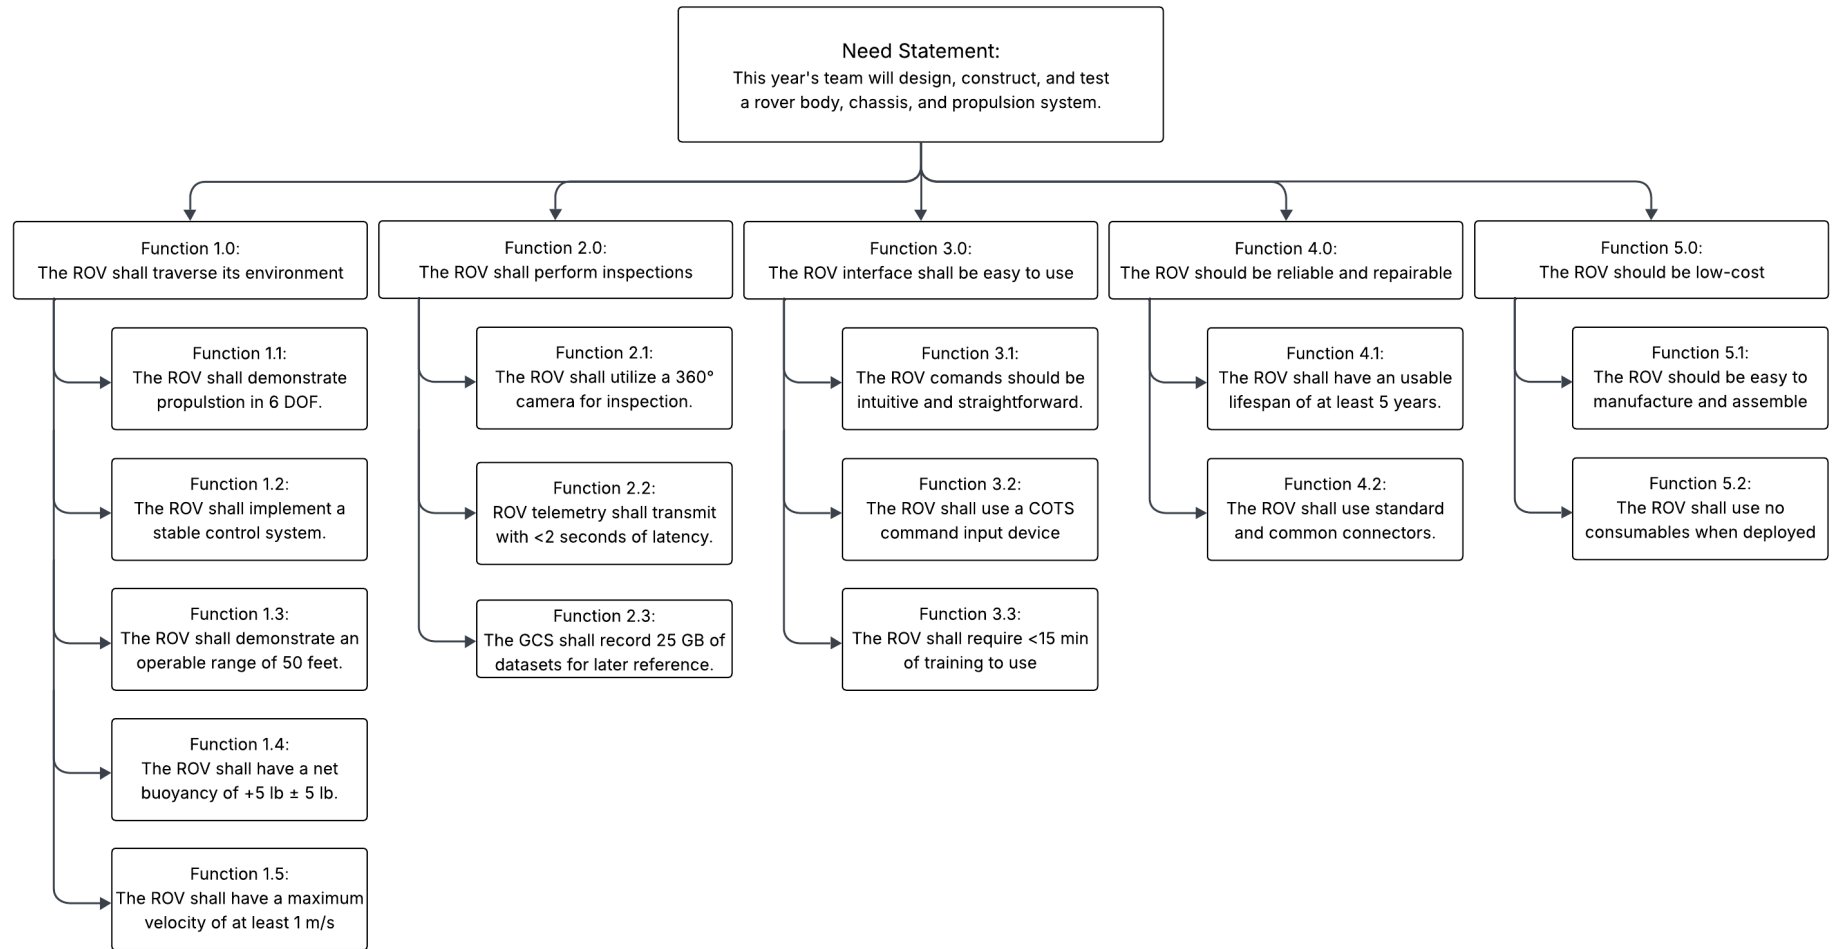 Need Statement:
This year's team will design, construct, and test
a rover body, chassis, and propulsion system.
Function 1.0:
The ROV shall traverse its environment
Function 1.1:
The ROV shall demonstrate
propulstion in 6 DOF.
Function 1.2:
The ROV shall implement a
stable control system.
Function 1.3:
The ROV shall demonstrate an
operable range of 50 feet.
Function 1.4:
The ROV shall have a net
buoyancy of +5 lb ± 5 lb.
Function 1.5:
The ROV shall have a maximum
velocity of at least 1 m/s
Function 2.0:
The ROV shall perform inspections
Function 2.1:
The ROV shall utilize a 360°
camera for inspection.
Function 2.2:
ROV telemetry shall transmit
with <2 seconds of latency.
Function 2.3:
The GCS shall record 25 GB of
datasets for later reference.
Function 3.0:
The ROV interface shall be easy to use
Function 3.1:
The ROV comands should be
intuitive and straightforward.
Function 3.2:
The ROV shall use a COTS
command input device
Function 3.3:
The ROV shall require <15 min
of training to use
Function 4.0:
The ROV should be reliable and repairable
Function 4.1:
The ROV shall have an usable
lifespan of at least 5 years.
Function 4.2:
The ROV shall use standard
and common connectors.
Function 5.0:
The ROV should be low-cost
Function 5.1:
The ROV should be easy to
manufacture and assemble
Function 5.2:
The ROV shall use no
consumables when deployed